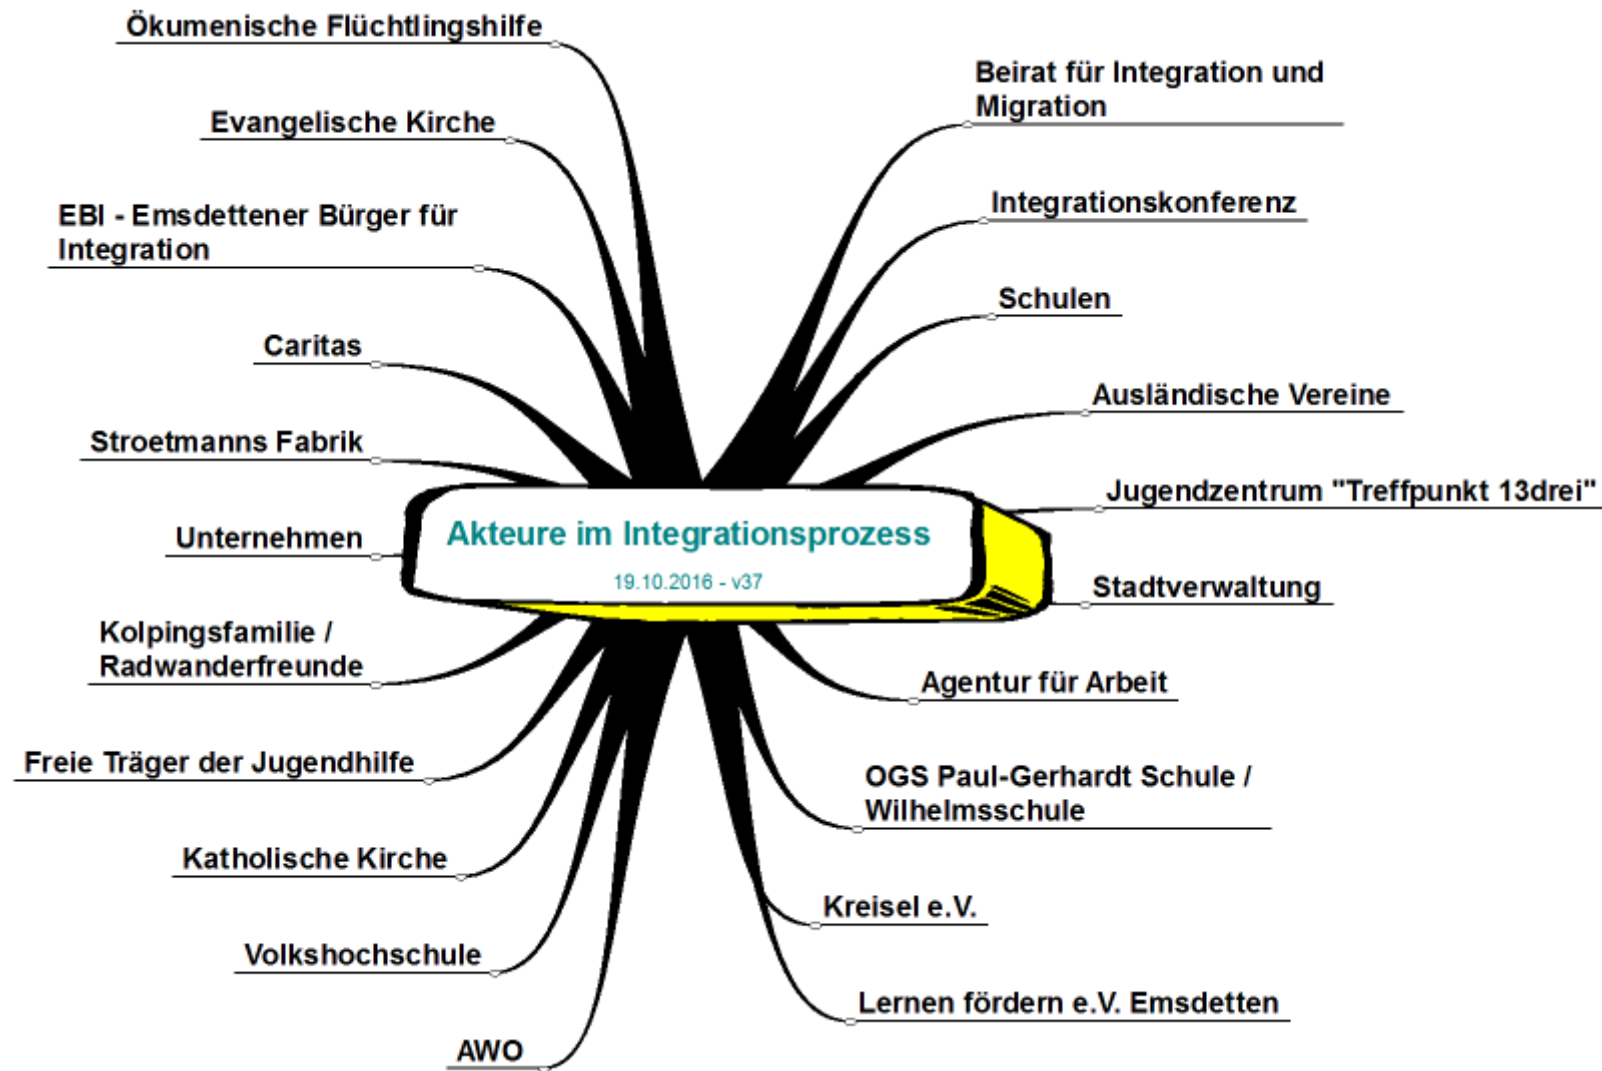 Ökumenische Flüchtlingshilfe
Evangelische Kirche
EBI - Emsdettener Bürger für
Integration
Caritas
Stroetmanns Fabrik
Unternehmen
Kolpingsfamilie /
Radwanderfreunde
Freie Träger der Jugendhilfe
Katholische Kirche
Volkshochschule
AWO
Akteure im Integrationsprozess
19.10.2016 - v37
Beirat für Integration und
Migration
Integrationskonferenz
Schulen
Ausländische Vereine
Jugendzentrum "Treffpunkt 13drei"
Stadtverwaltung
Agentur für Arbeit
OGS Paul-Gerhardt Schule /
Wilhelmsschule
Kreisel e.V.
Lernen fördern e.V. Emsdetten